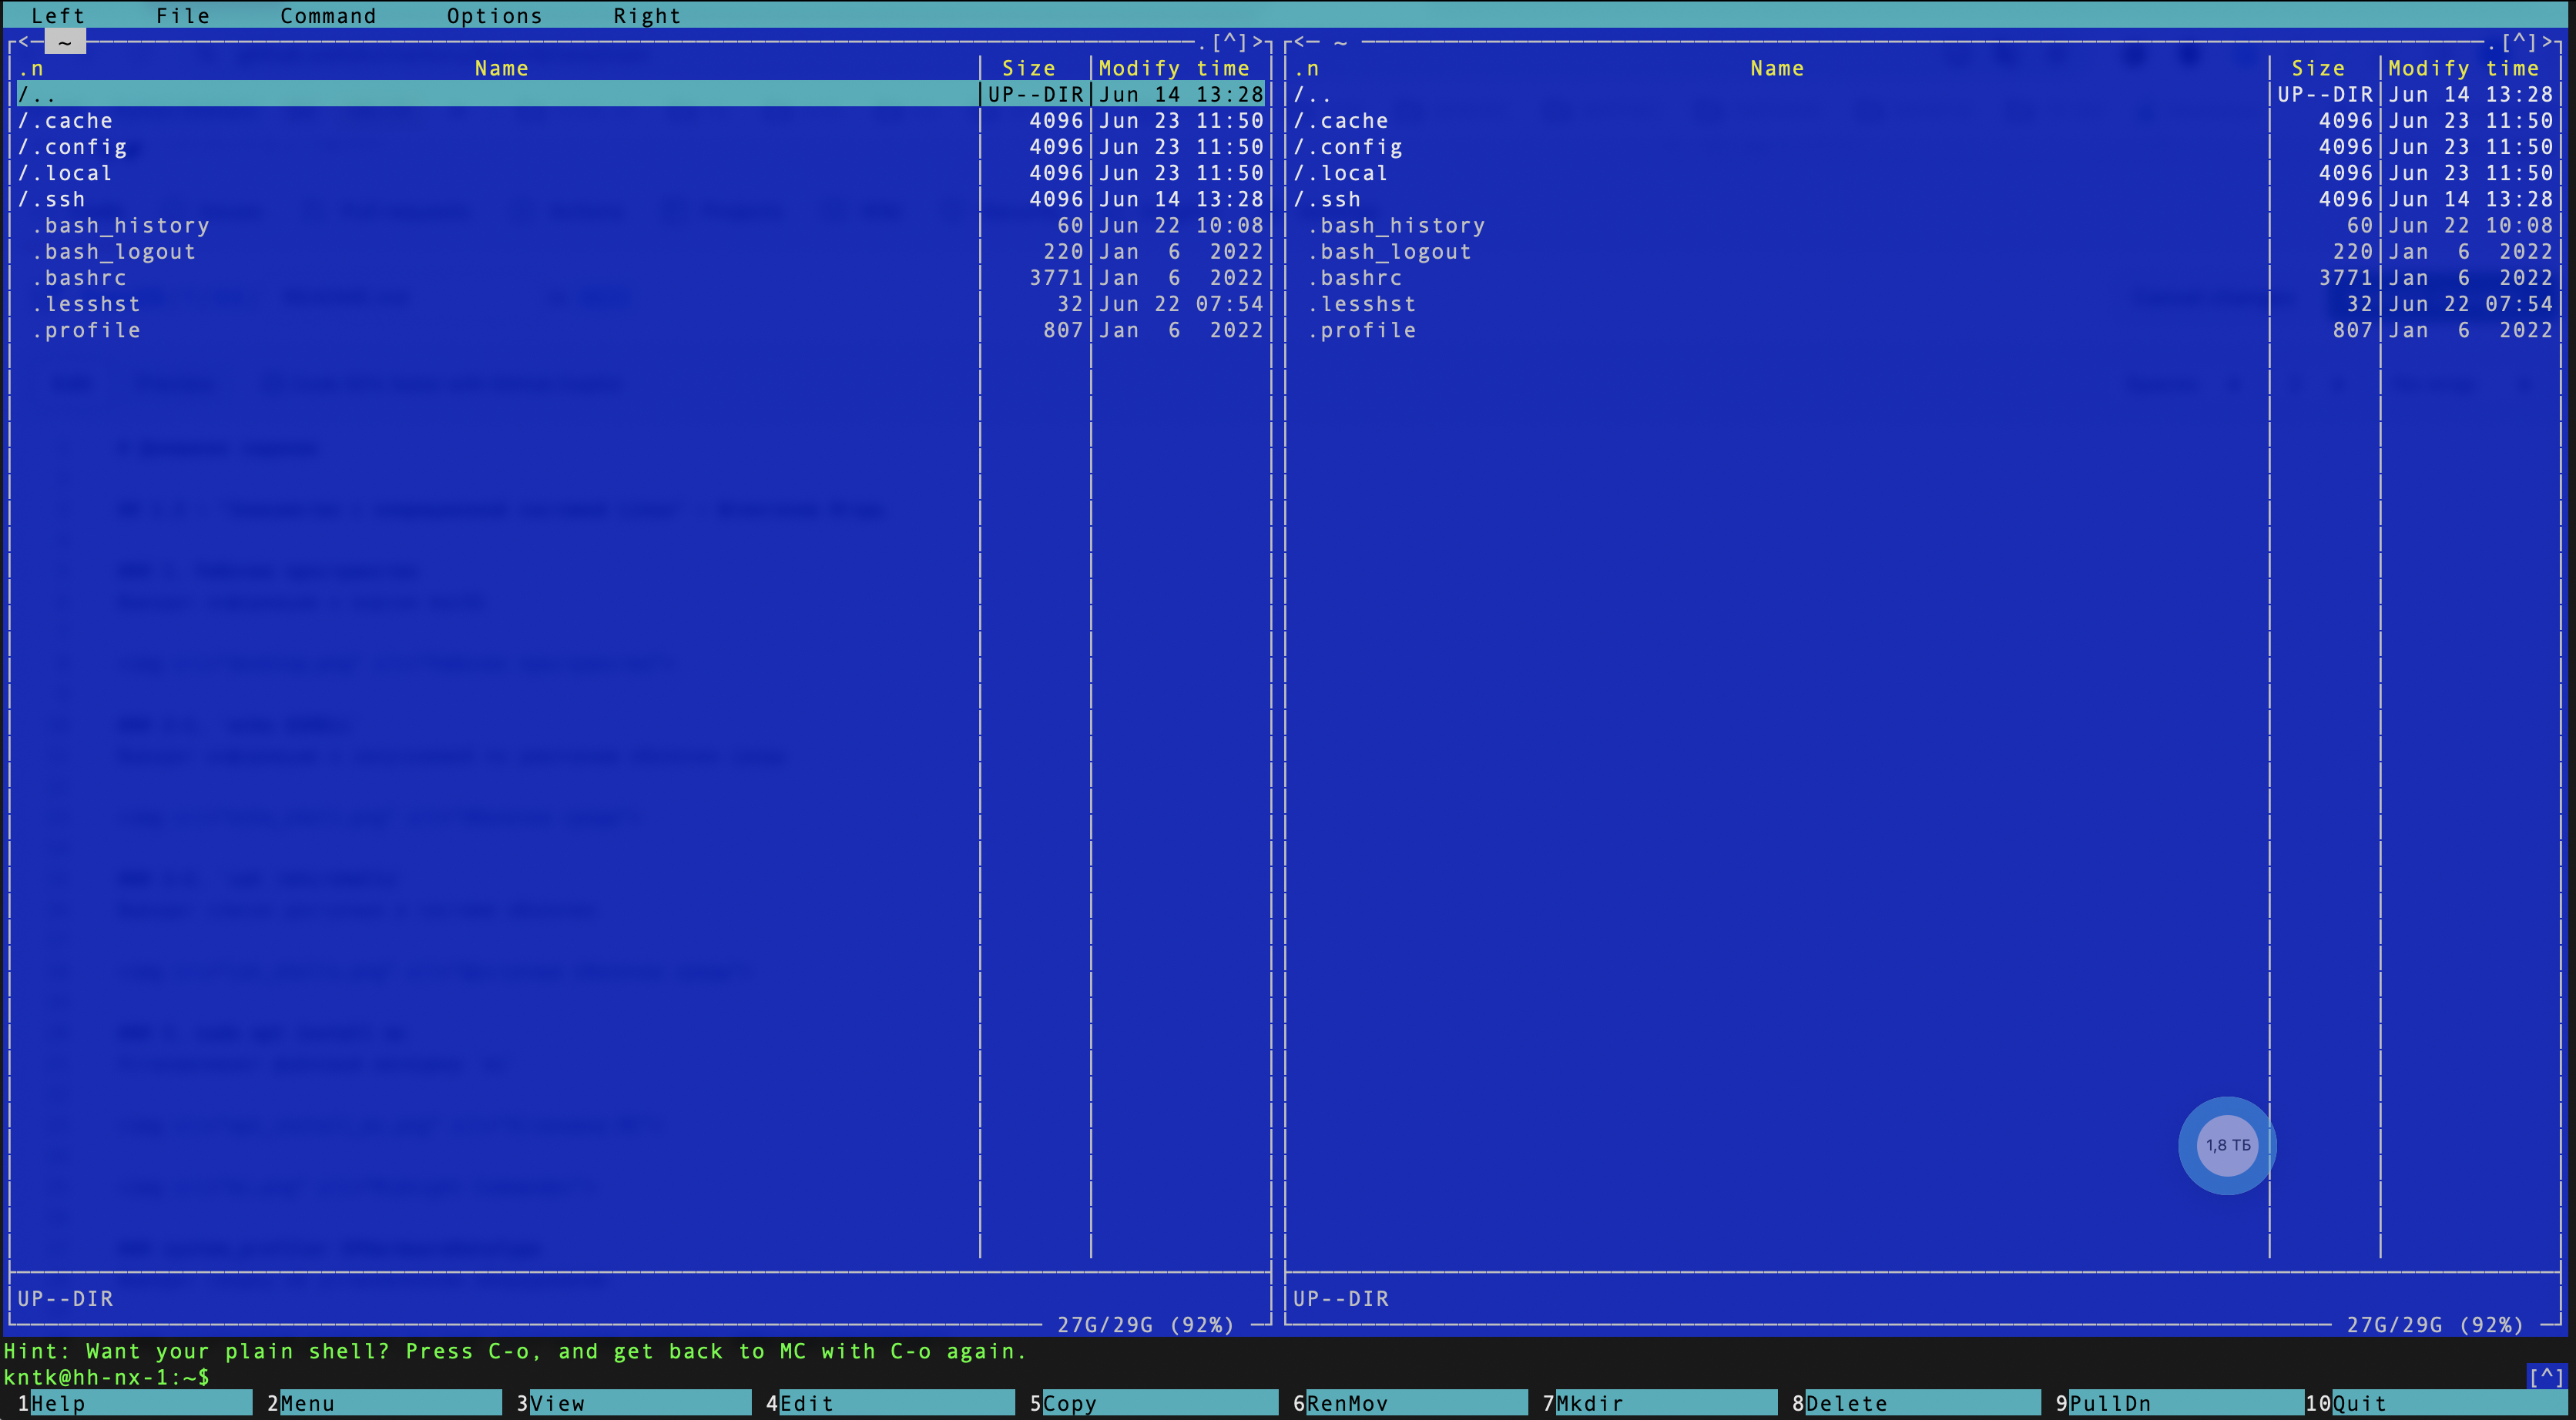 Left File Command Options Right
<─ ~ .[^]> <─ ~ .[^]>
.n Name Size Modify time .n Name Size Modify time
/.. UP--DIR Jun 14 13:28 /.. UP--DIR Jun 14 13:28
/.cache 4096 Jun 23 11:50 /.cache 4096 Jun 23 11:50
/.config 4096 Jun 23 11:50 /.config 4096 Jun 23 11:50
/.local 4096 Jun 23 11:50 /.local 4096 Jun 23 11:50
/.ssh 4096 Jun 14 13:28 /.ssh 4096 Jun 14 13:28
.bash_history 60 Jun 22 10:08 .bash_history 60 Jun 22 10:08
.bash_logout 220 Jan 6 2022 .bash_logout 220 Jan 6 2022
.bashrc 3771 Jan 6 2022 .bashrc 3771 Jan 6 2022
.lesshst 32 Jun 22 07:54 .lesshst 32 Jun 22 07:54
.profile 807 Jan 6 2022 .profile 807 Jan 6 2022
1,8 ТБ
UP--DIR UP--DIR
27G/29G (92%) 27G/29G (92%)
Hint: Want your plain shell? Press C-o, and get back to MC with C-o again.
kntk@hh-nx-1:~$ [^]
1Help 2Menu 3View 4Edit 5Copy 6RenMov 7Mkdir 8Delete 9PullDn 10Quit